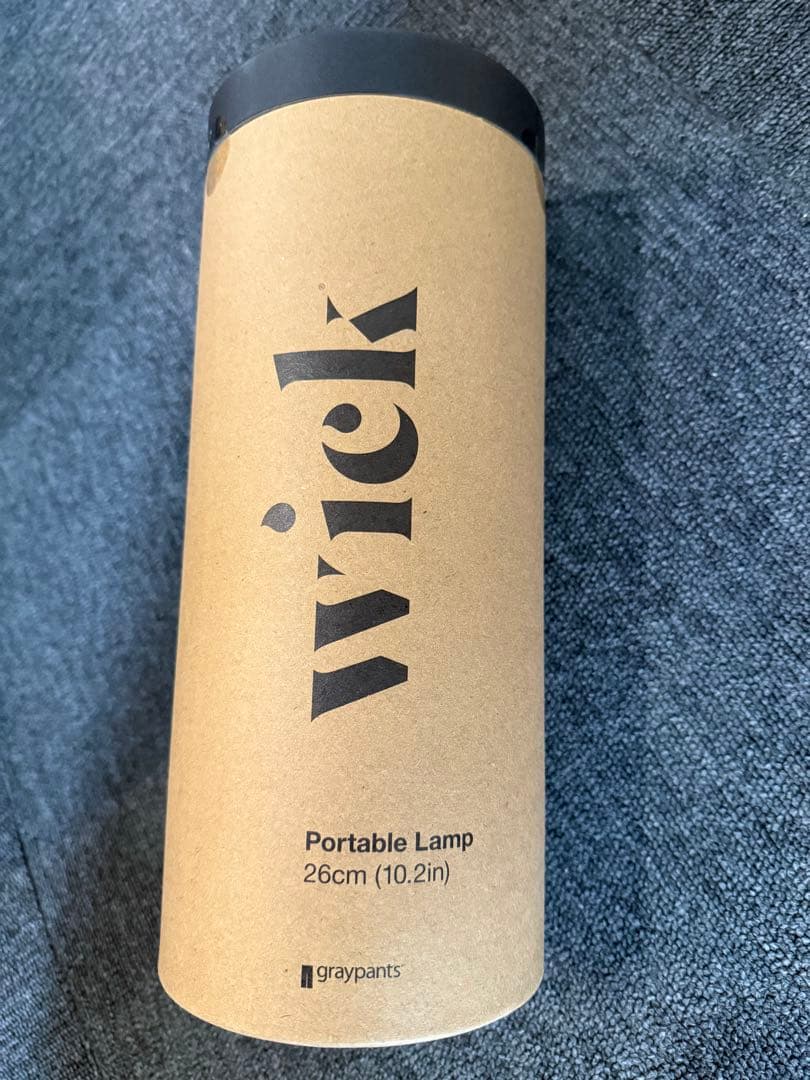 wick®
Portable Lamp
26cm (10.2in)
graypants